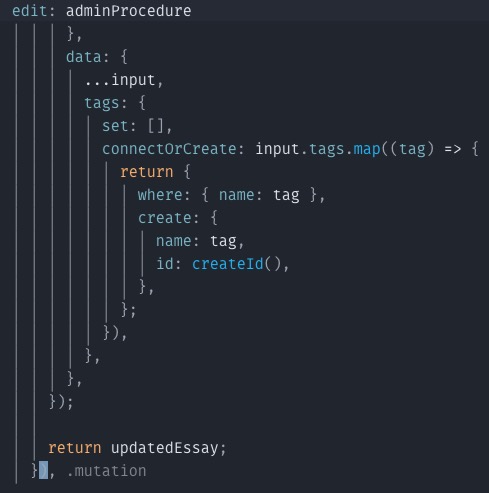 edit: adminProcedure
},
data: {
...input,
tags: {
set: [],
connectOrCreate: input.tags.map((tag) => {
return {
where: { name: tag },
create: {
name: tag,
id: createId(),
},
};
}),
},
},
});
return updatedEssay;
}), .mutation